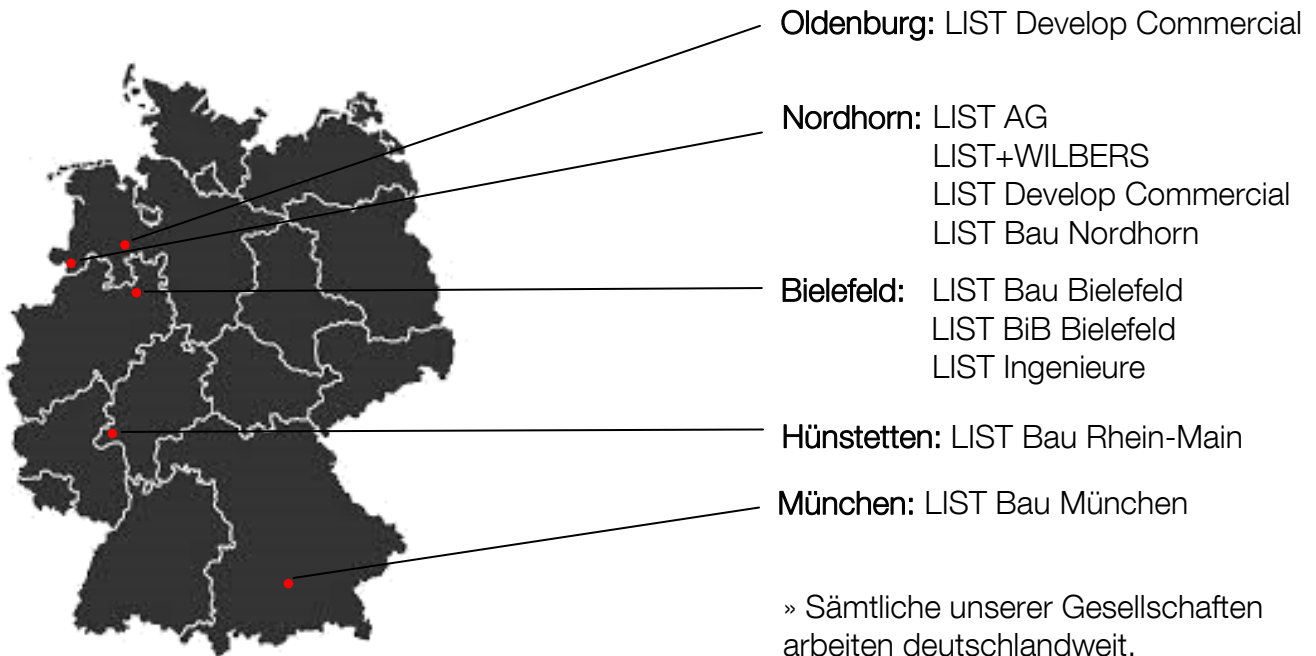 Oldenburg: LIST Develop Commercial
Nordhorn: LIST AG
LIST+WILBERS
LIST Develop Commercial
LIST Bau Nordhorn
Bielefeld: LIST Bau Bielefeld
LIST BiB Bielefeld
LIST Ingenieure
Hünstetten: LIST Bau Rhein-Main
München: LIST Bau München
» Sämtliche unserer Gesellschaften
arbeiten deutschlandweit.